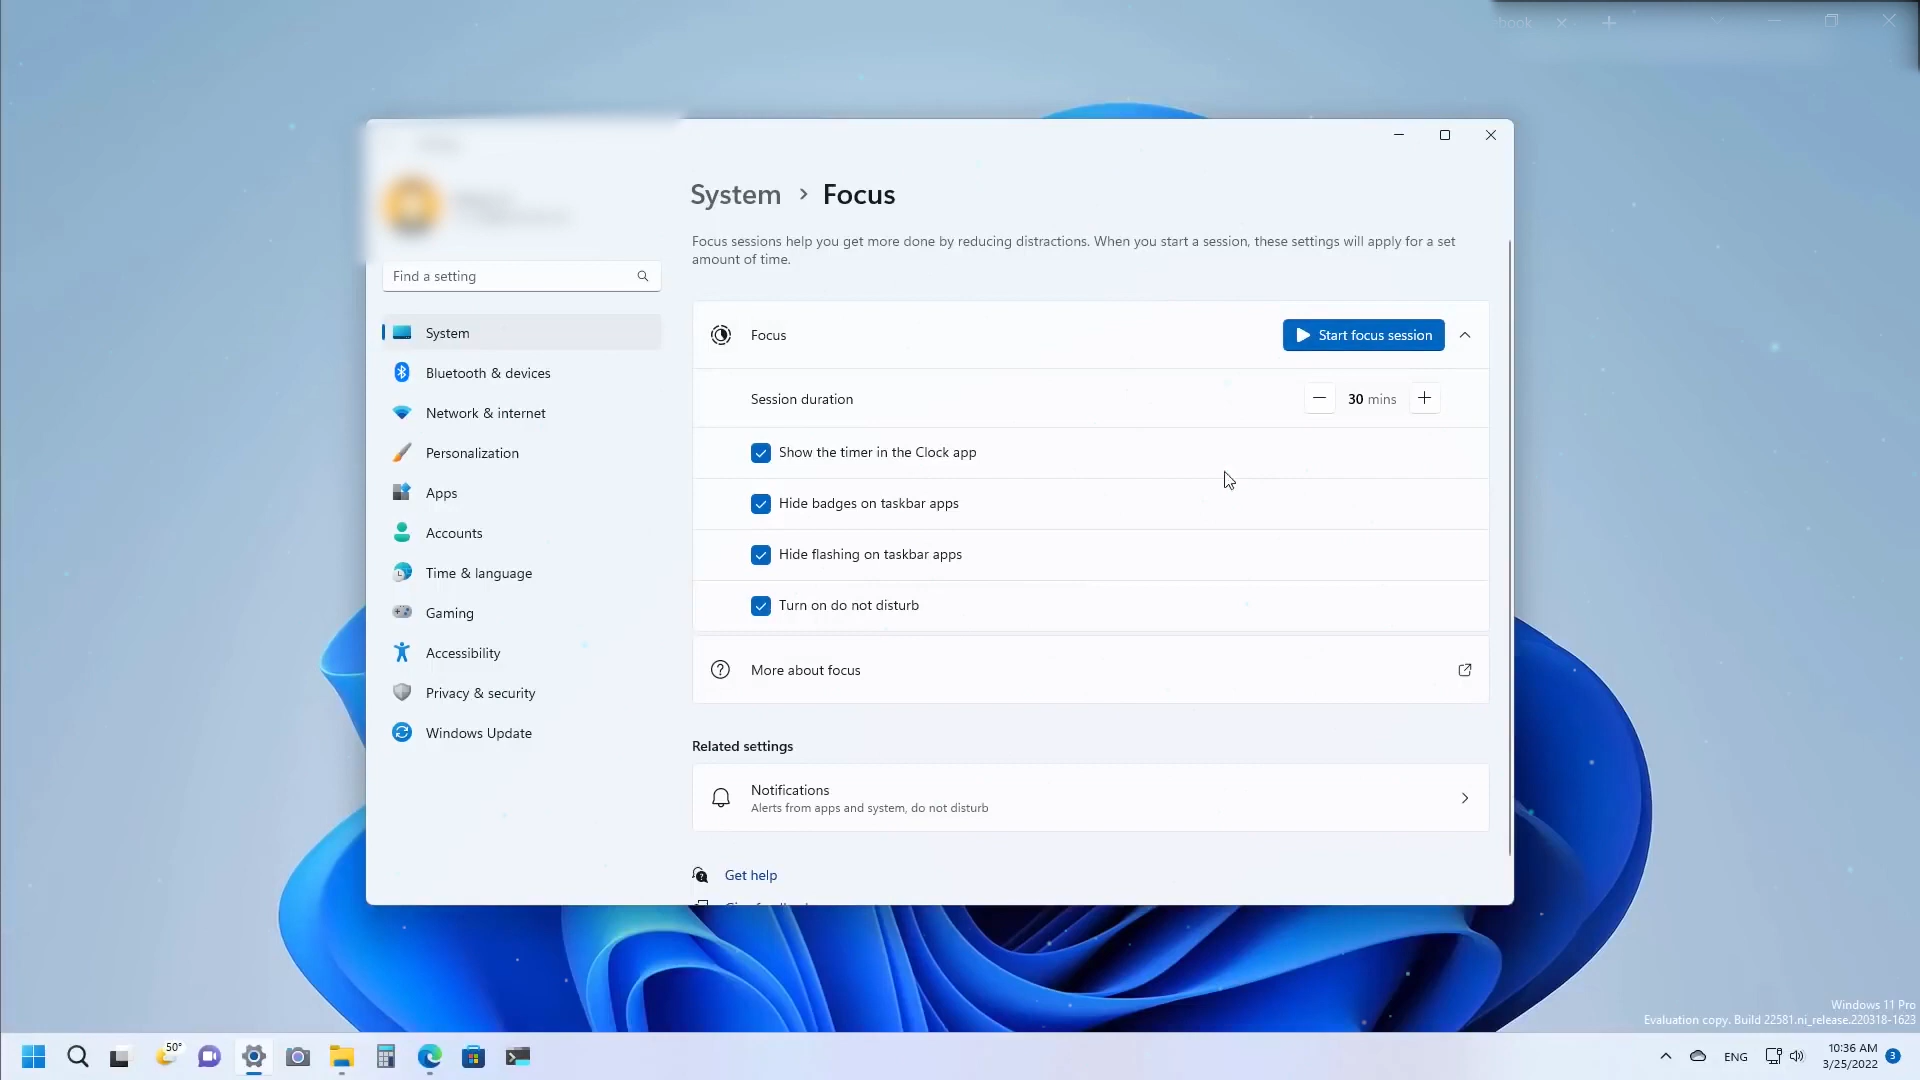 System > Focus
Focus sessions help you get more done by reducing distractions. When you start a session, these settings will apply for a set
amount of time.
Find a setting
System
Bluetooth & devices
Network & internet
Personalization
Apps
Accounts
Time & language
Gaming
Accessibility
Privacy & security
Windows Update
Focus
Start focus session
Session duration
30 mins
Show the timer in the Clock app
Hide badges on taskbar apps
Hide flashing on taskbar apps
Turn on do not disturb
More about focus
Related settings
Notifications
Alerts from apps and system, do not disturb
Get help
Windows 11 Pro
Evaluation copy. Build 22581.ni_release.220318-1623
50°
ENG
10:36 AM
3/25/2022
3